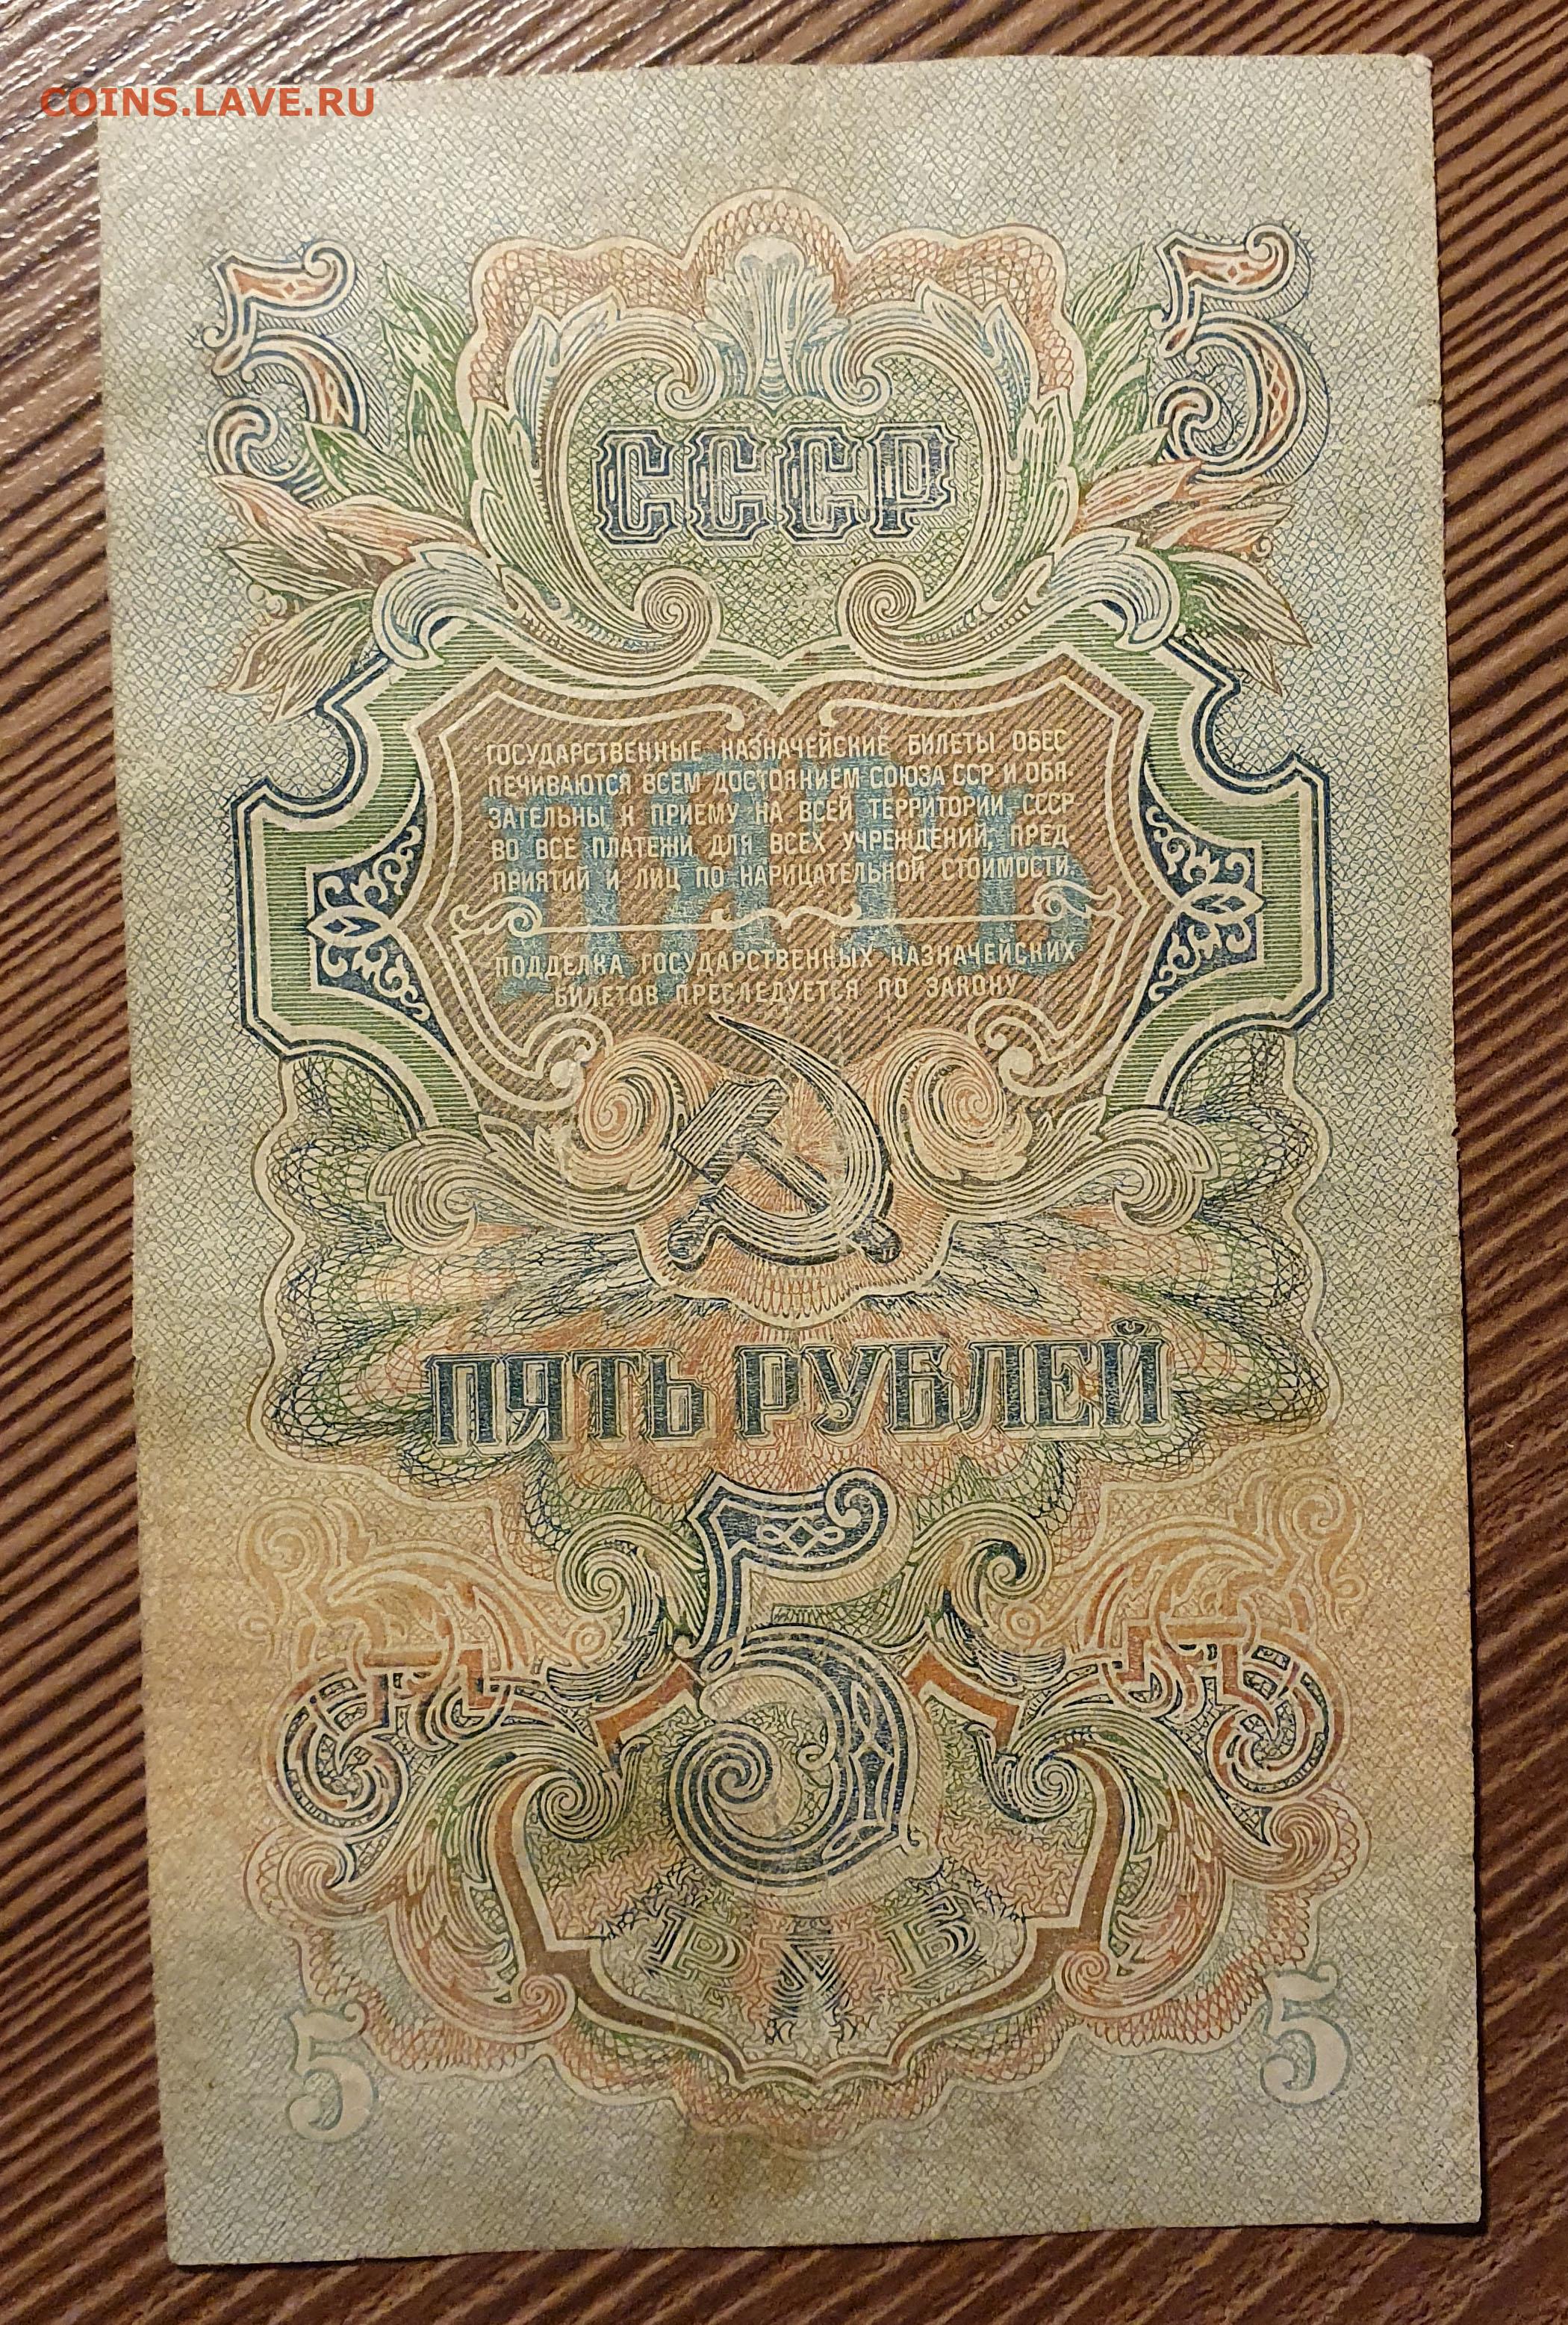 COINS.LAVE.RU
5 5
СССР
ПЯТЬ
ГОСУДАРСТВЕННЫЕ КАЗНАЧЕЙСКИЕ БИЛЕТЫ ОБЕС
ПЕЧИВАЮТСЯ ВСЕМ ДОСТОЯНИЕМ СОЮЗА ССР И ОБЯ-
ЗАТЕЛЬНЫ К ПРИЕМУ НА ВСЕЙ ТЕРРИТОРИИ СССР
ВО ВСЕ ПЛАТЕЖИ ДЛЯ ВСЕХ УЧРЕЖДЕНИЙ, ПРЕД
ПРИЯТИЙ И ЛИЦ ПО НАРИЦАТЕЛЬНОЙ СТОИМОСТИ.
ПОДДЕЛКА ГОСУДАРСТВЕННЫХ КАЗНАЧЕЙСКИХ
БИЛЕТОВ ПРЕСЛЕДУЕТСЯ ПО ЗАКОНУ
ПЯТЬ РУБЛЕЙ
5
5 5